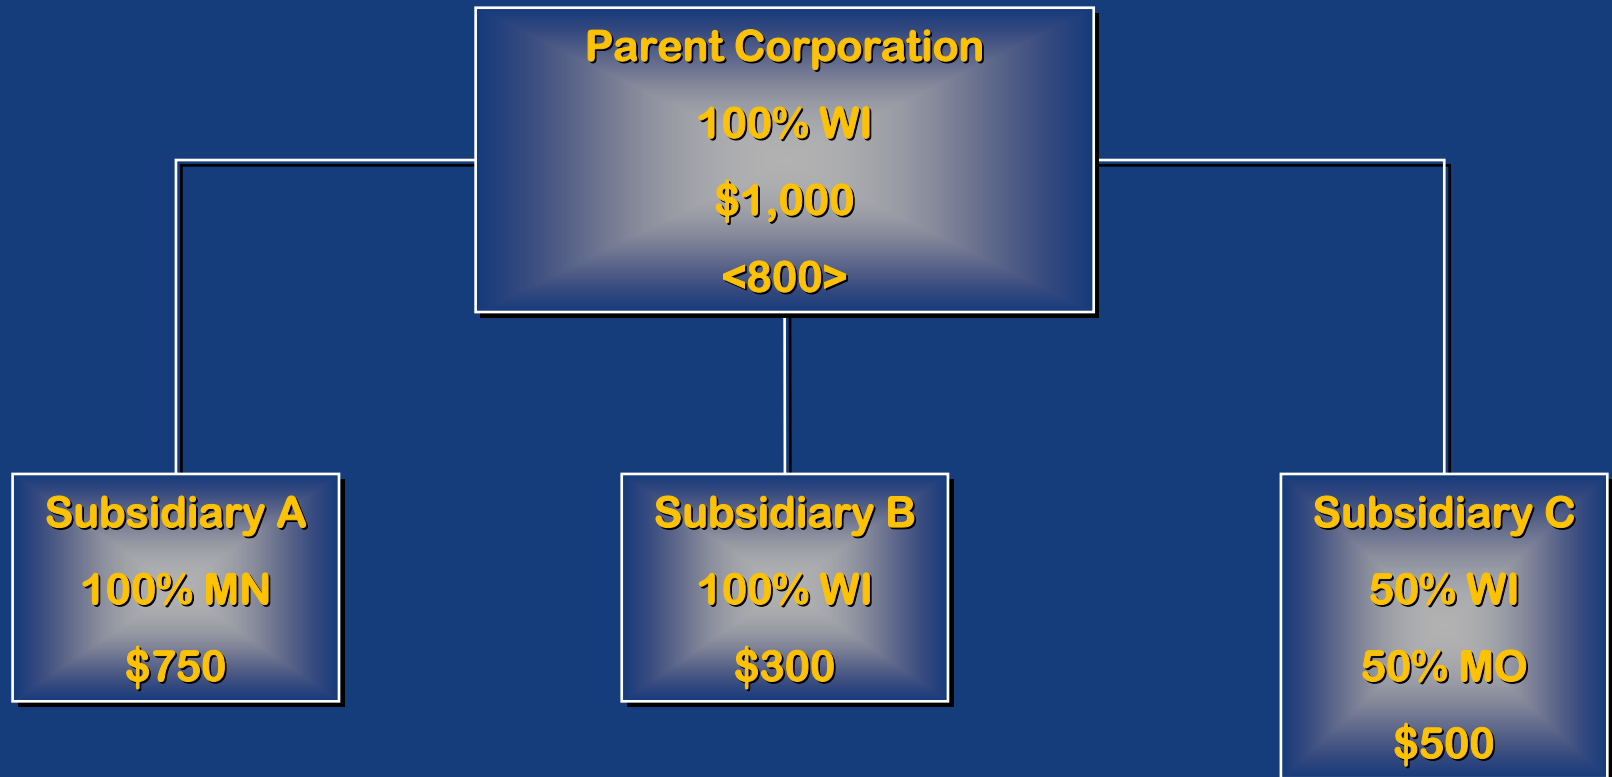 Parent Corporation
100% WI
$1,000
<800>
Subsidiary A
100% MN
$750
Subsidiary B
100% WI
$300
Subsidiary C
50% WI
50% MO
$500